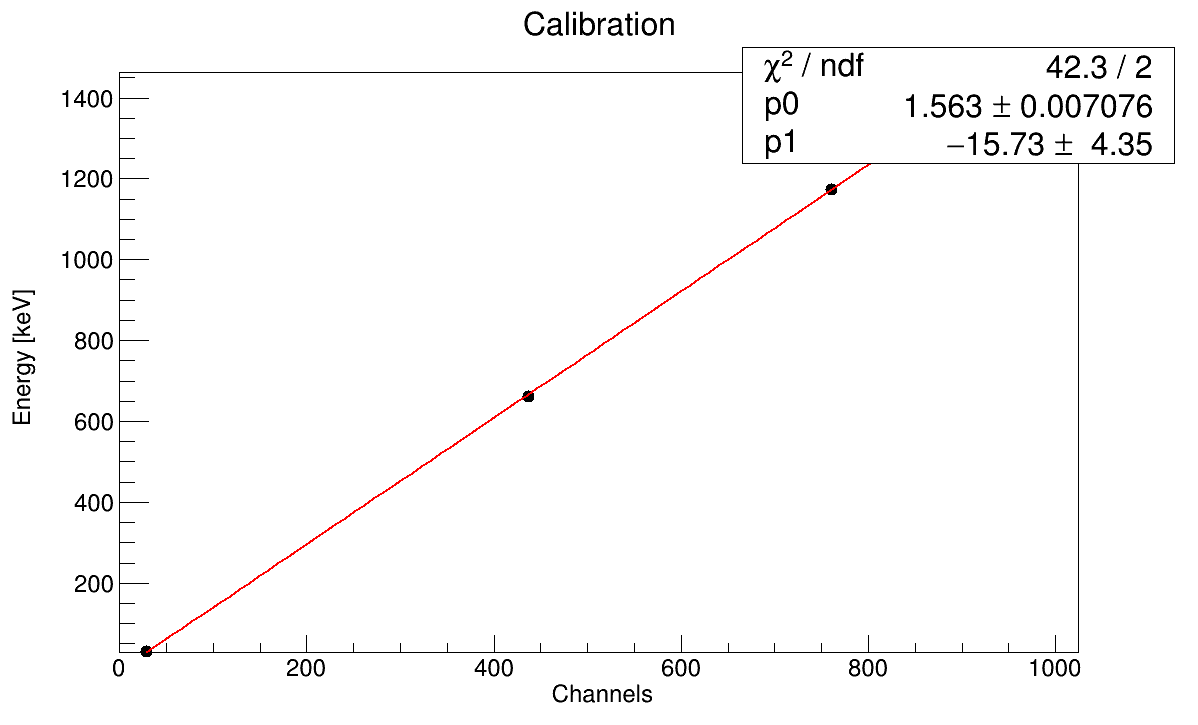 Calibration
χ² / ndf 42.3 / 2
p0 1.563 ± 0.007076
p1 −15.73 ± 4.35
1400
1200
1000
800
600
400
200
Energy [keV]
0 200 400 600 800 1000
Channels